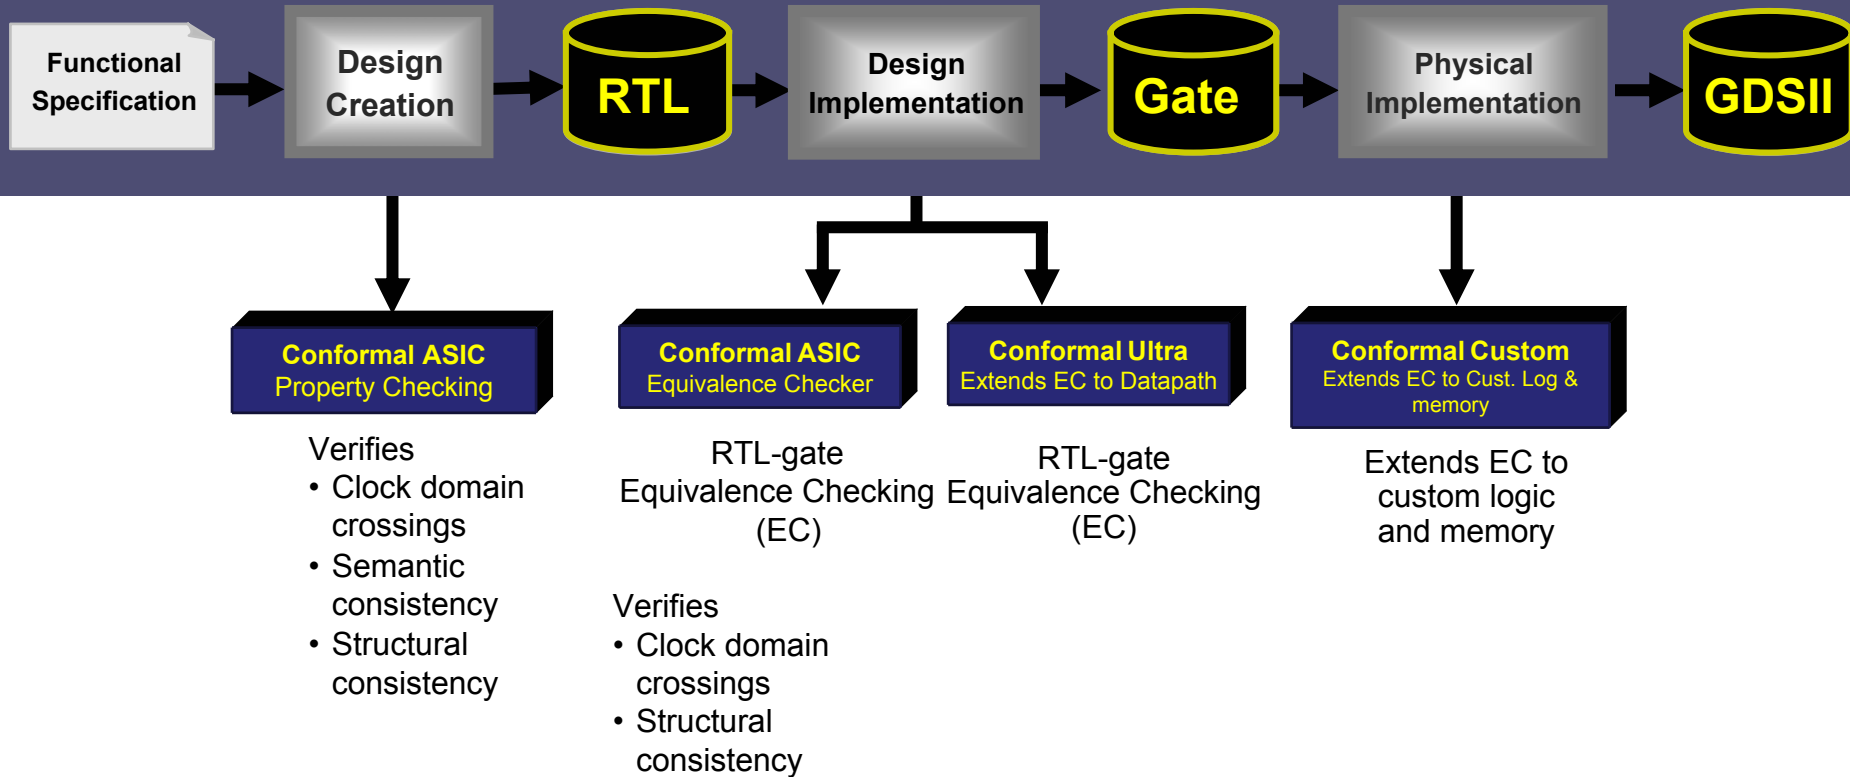 Functional
Specification
Design
Creation
RTL
Design
Implementation
Gate
Physical
Implementation
GDSII
Conformal ASIC
Property Checking
Verifies
• Clock domain
crossings
• Semantic
consistency
• Structural
consistency
Conformal ASIC
Equivalence Checker
RTL-gate
Equivalence Checking
(EC)
Verifies
• Clock domain
crossings
• Structural
consistency
Conformal Ultra
Extends EC to Datapath
RTL-gate
Equivalence Checking
(EC)
Conformal Custom
Extends EC to Cust. Log &
memory
Extends EC to
custom logic
and memory